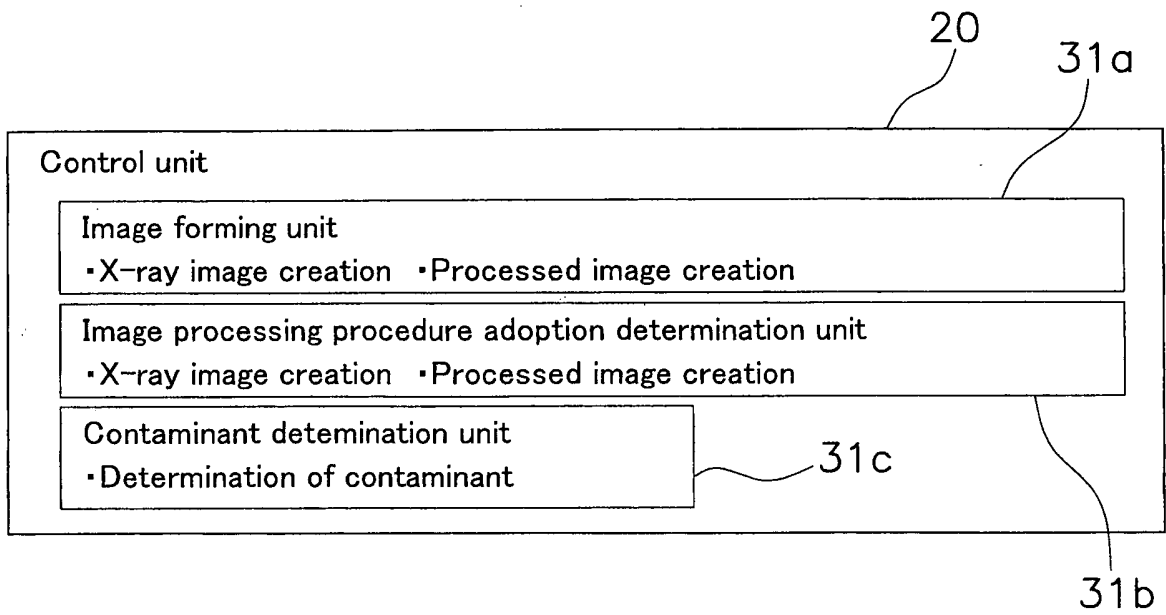 20
31a
Control unit
Image forming unit
・X-ray image creation ・Processed image creation
Image processing procedure adoption determination unit
・X-ray image creation ・Processed image creation
Contaminant detemination unit
・Determination of contaminant
31c
31b